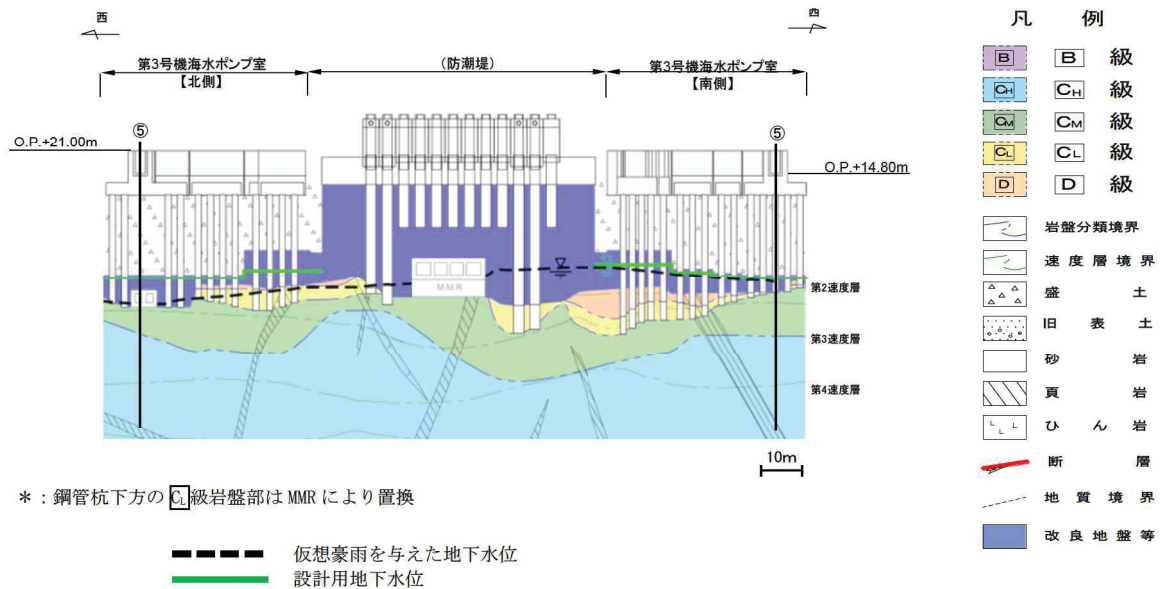 西
西
第3号機海水ポンプ室
【北側】
(防潮堤)
第3号機海水ポンプ室
【南側】
⑤
⑤
O.P.+21.00m
O.P.+14.80m
M.M.R
第2速度層
第3速度層
第4速度層
10m
凡 例
B B 級
CH CH 級
CM CM 級
CL CL 級
D D 級
岩盤分類境界
速度層境界
盛土
旧表土
砂岩
頁岩
ひん岩
断層
地質境界
改良地盤等
*:鋼管杭下方のCL級岩盤部はMMRにより置換
仮想豪雨を与えた地下水位
設計用地下水位